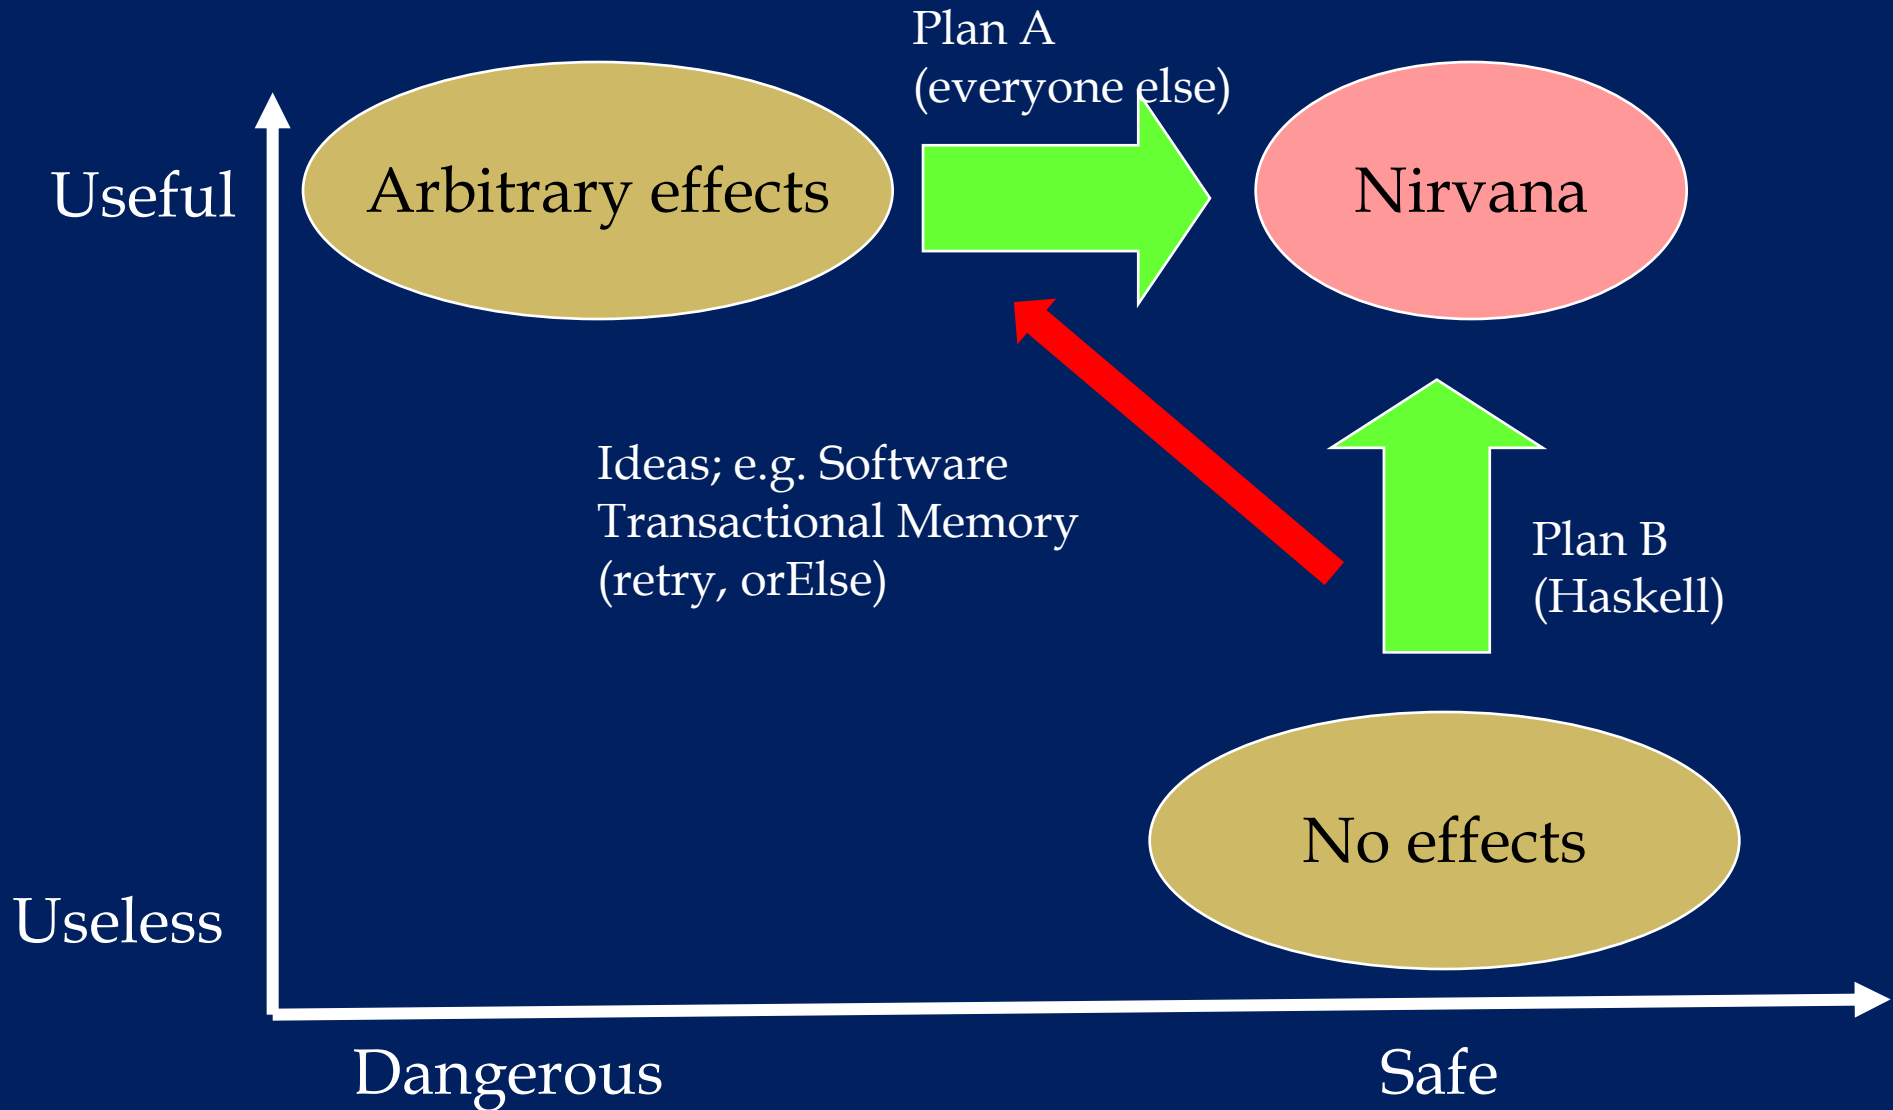 Plan A
(everyone else)
Useful
Arbitrary effects
Nirvana
Ideas; e.g. Software
Transactional Memory
(retry, orElse)
Plan B
(Haskell)
No effects
Useless
Dangerous
Safe